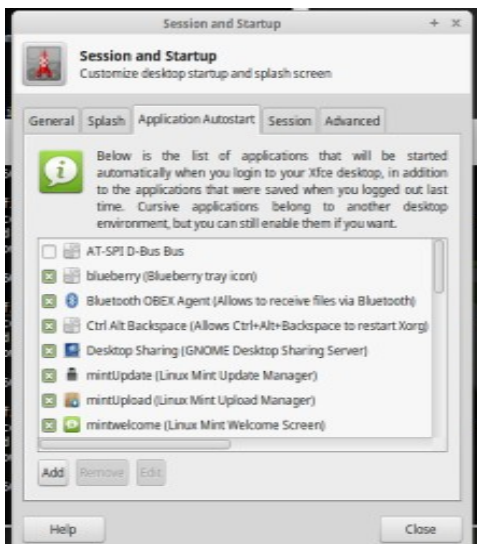 Session and Startup
Session and Startup
Customize desktop startup and splash screen
General Splash Application Autostart Session Advanced
Below is the list of applications that will be started
automatically when you login to your Xfce desktop, in addition
to the applications that were saved when you logged out last
time. Cursive applications belong to another desktop
environment, but you can still enable them if you want.
AT-SPI D-Bus Bus
blueberry (Blueberry tray icon)
Bluetooth OBEX Agent (Allows to receive files via Bluetooth)
Ctrl Alt Backspace (Allows Ctrl+Alt+Backspace to restart Xorg)
Desktop Sharing (GNOME Desktop Sharing Server)
mintUpdate (Linux Mint Update Manager)
mintUpload (Linux Mint Upload Manager)
mintwelcome (Linux Mint Welcome Screen)
Add Remove Edit
Help Close